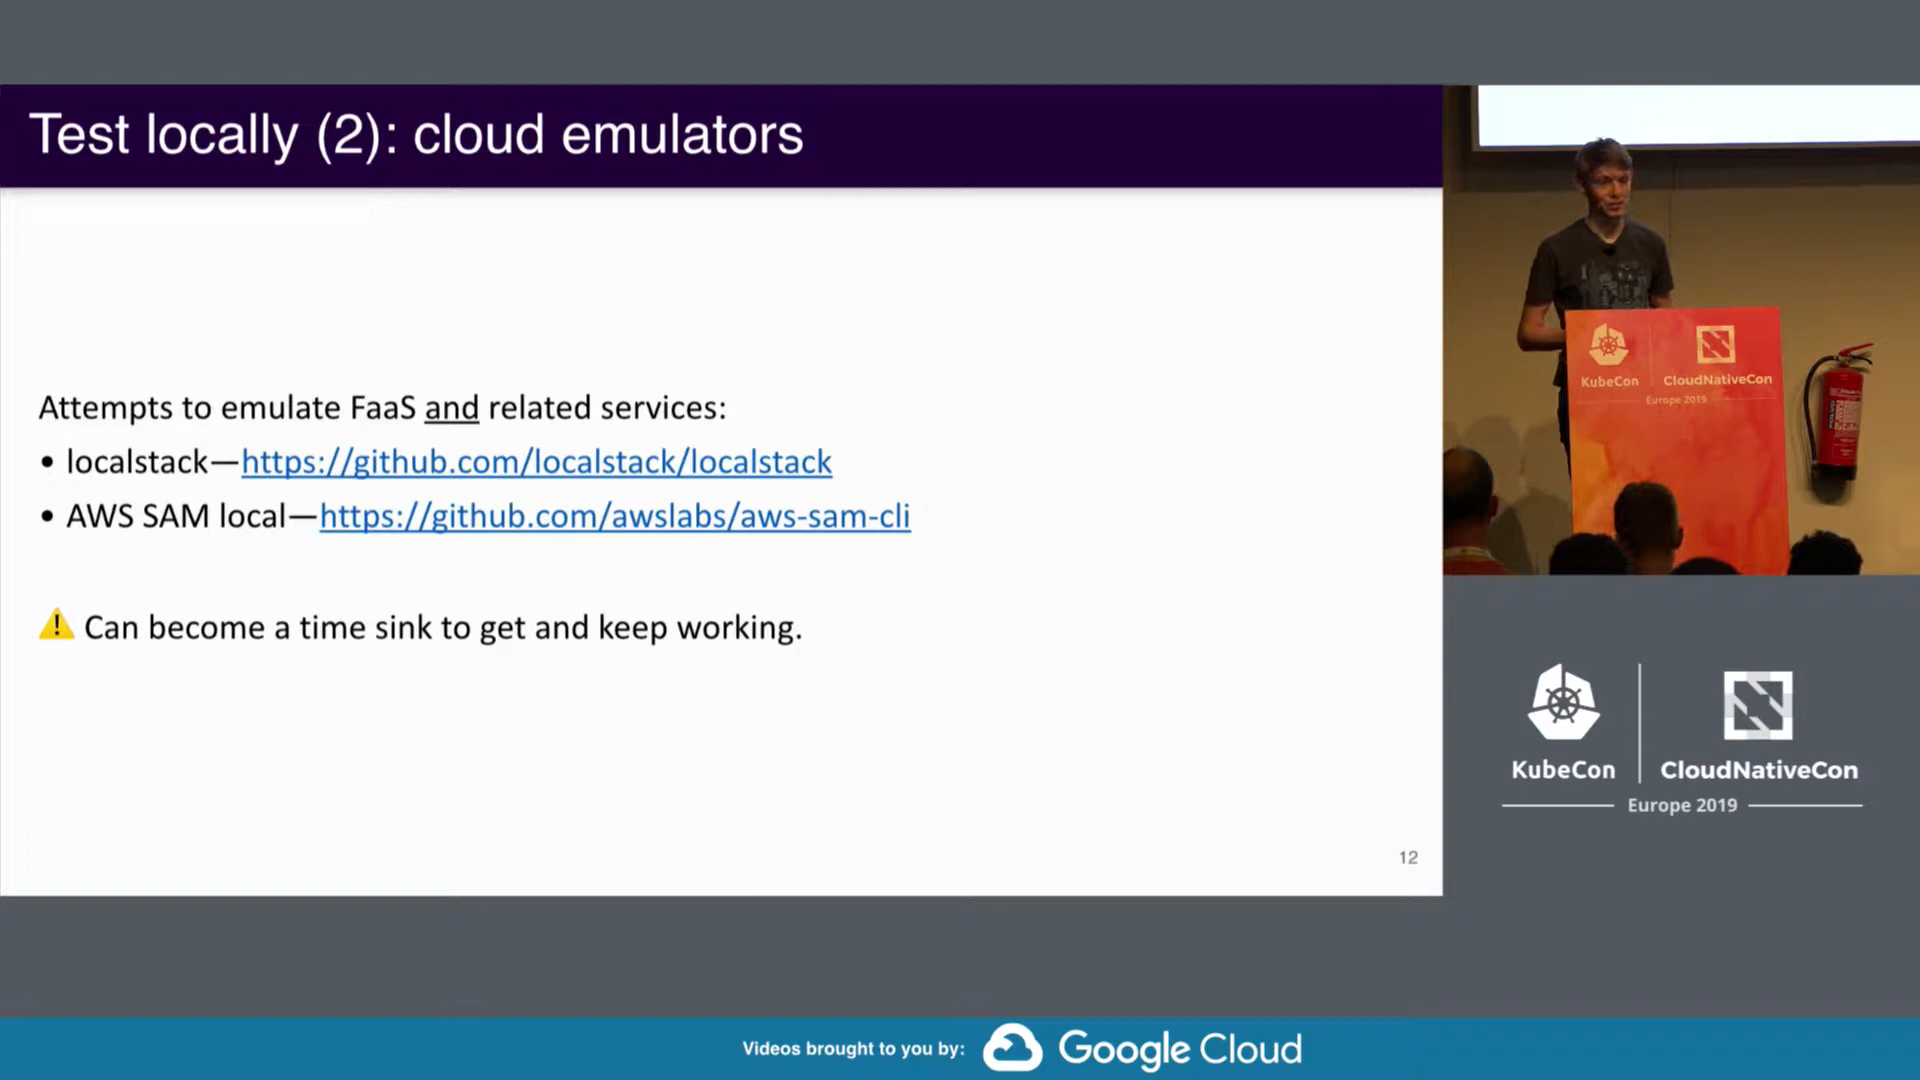 Test locally (2): cloud emulators
Attempts to emulate FaaS and related services:
• localstack—https://github.com/localstack/localstack
• AWS SAM local—https://github.com/awslabs/aws-sam-cli
⚠ Can become a time sink to get and keep working.
12
KubeCon
CloudNativeCon
Europe 2019
KubeCon
CloudNativeCon
Europe 2019
Videos brought to you by:
Google Cloud